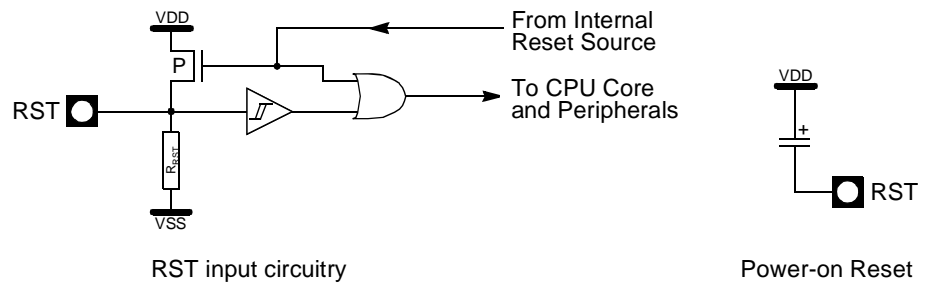 VDD
From Internal
Reset Source
P
To CPU Core
and Peripherals
RST
RRST
VSS
VDD
+
RST
RST input circuitry
Power-on Reset